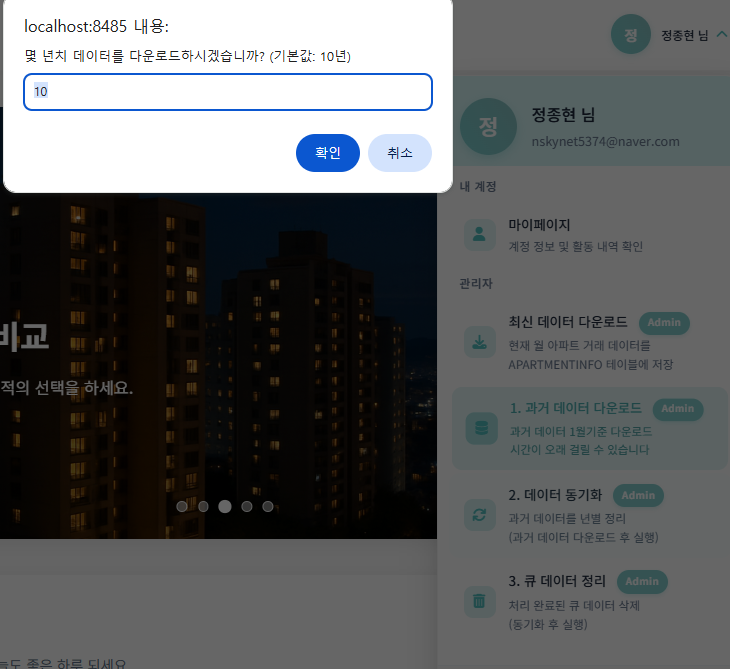 localhost:8485 내용:
몇 년치 데이터를 다운로드하시겠습니까? (기본값: 10년)
10
확인
취소
정
정종현 님
정
정종현 님
nskynet5374@naver.com
내 계정
마이페이지
계정 정보 및 활동 내역 확인
관리자
최신 데이터 다운로드
Admin
현재 월 아파트 거래 데이터를
APARTMENTINFO 테이블에 저장
1. 과거 데이터 다운로드
Admin
과거 데이터 1월기준 다운로드
시간이 오래 걸릴 수 있습니다
2. 데이터 동기화
Admin
과거 데이터를 년별 정리
(과거 데이터 다운로드 후 실행)
3. 큐 데이터 정리
Admin
처리 완료된 큐 데이터 삭제
(동기화 후 실행)
비교
적의 선택을 하세요.
늘도 좋은 하루 되세요